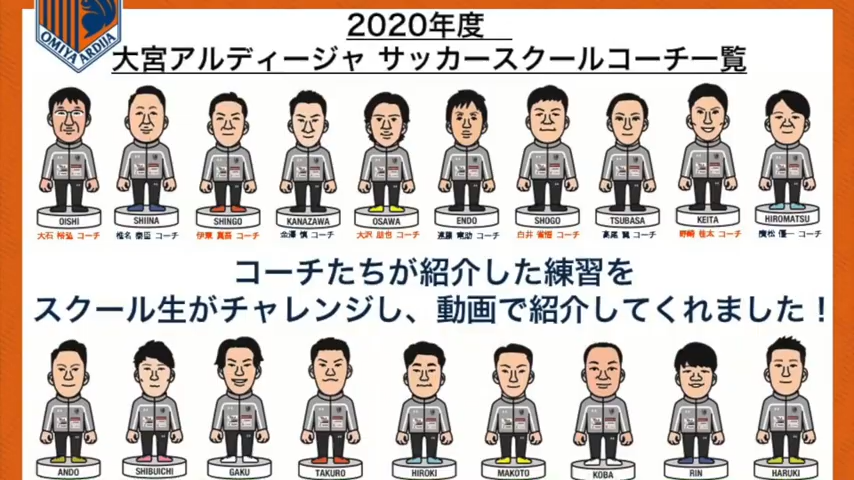 OMIYA ARDIJA
2020年度
大宮アルディージャ サッカースクールコーチ一覧
OISHI SHIINA SHINGO KANAZAWA OSAWA ENDO SHOGO TSUBASA KEITA HIROMATSU
大石 裕弘 コーチ 椎名 コーチ 伊東 真吾 コーチ 金澤 慎 コーチ 大沢 朋也 コーチ 遠藤 竜助 コーチ 白井 省悟 コーチ 高尾 翼 コーチ 野崎 桂太 コーチ 廣松 優一 コーチ
コーチたちが紹介した練習を
スクール生がチャレンジし、動画で紹介してくれました！
ANDO SHIBUICHI GAKU TAKURO HIROKI MAKOTO KOBA RIN HARUKI